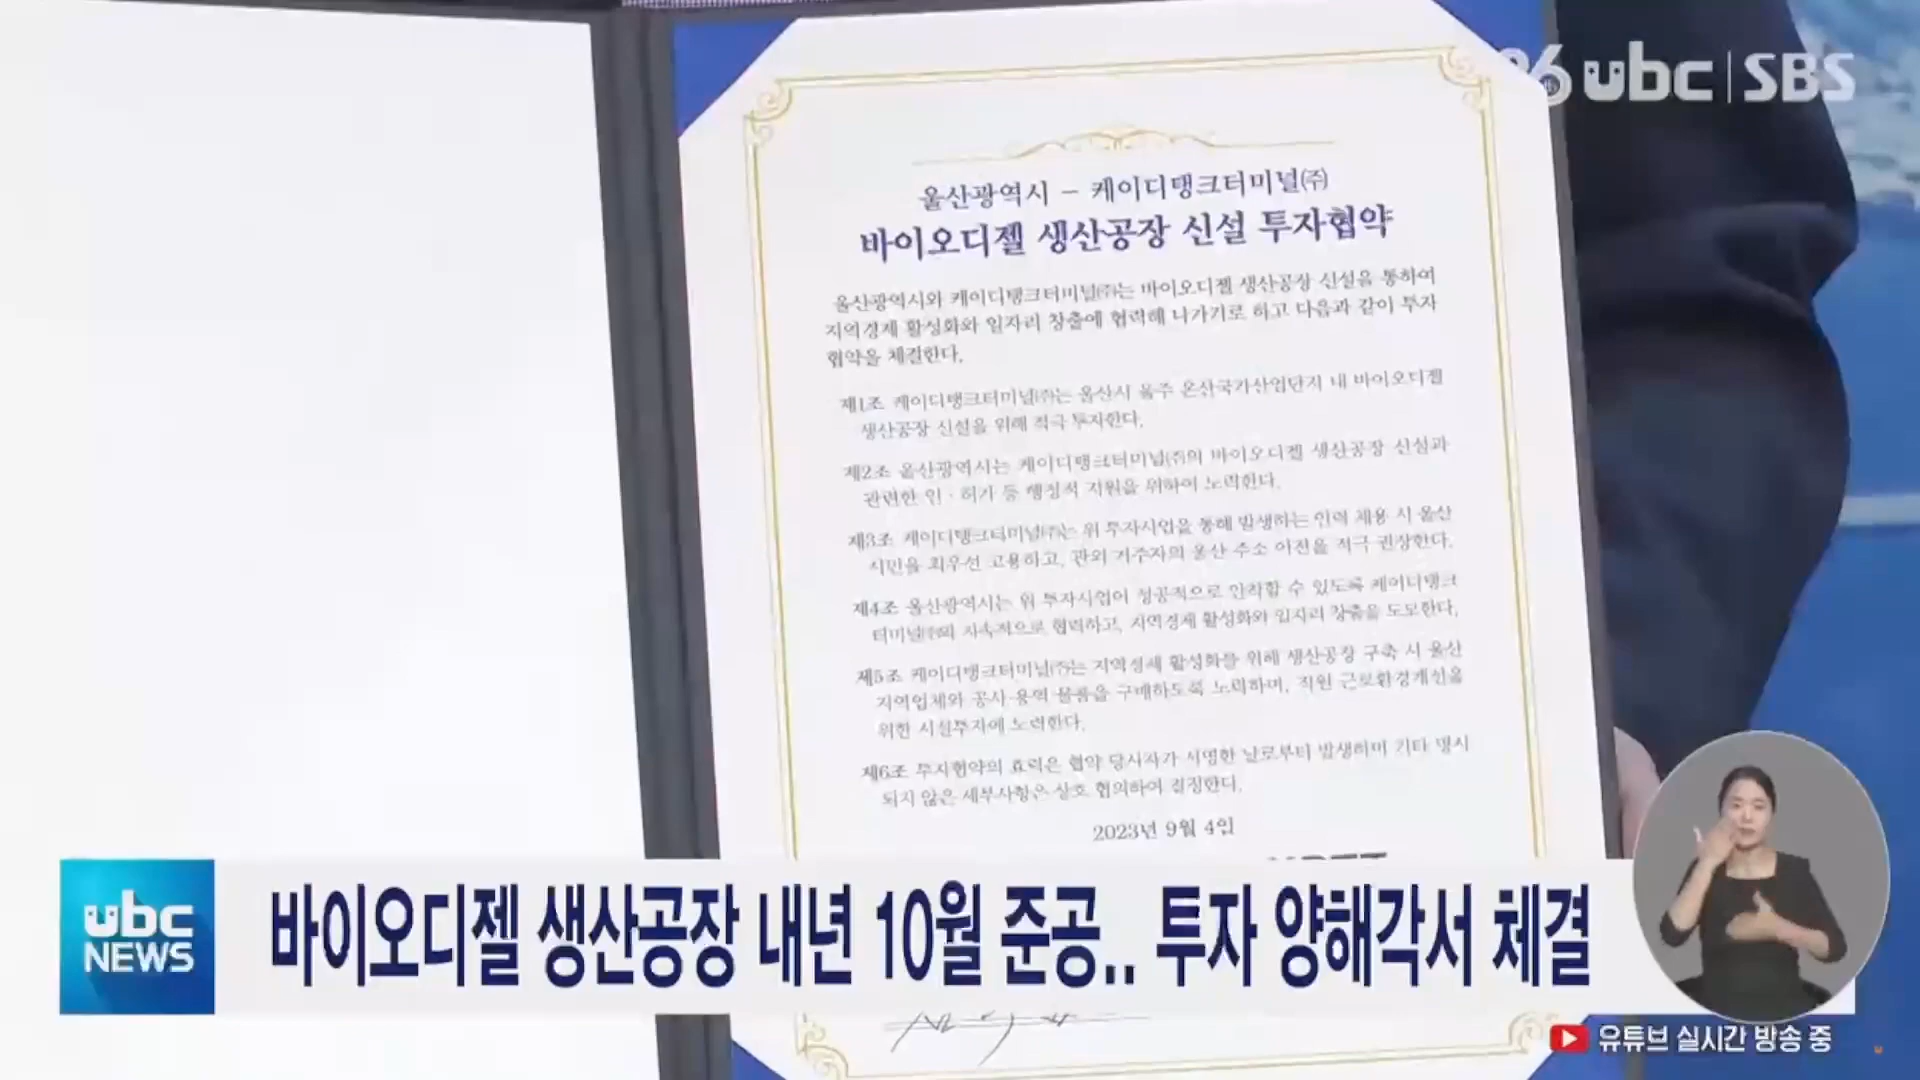 ubc SBS
울산광역시 - 케이디탱크터미널㈜
바이오디젤 생산공장 신설 투자협약
울산광역시와 케이디탱크터미널㈜는 바이오디젤 생산공장 신설을 통하여
지역경제 활성화와 일자리 창출에 협력해 나가기로 하고 다음과 같이 투자
협약을 체결한다.
제1조 케이디탱크터미널㈜는 울산시 울주 온산국가산업단지 내 바이오디젤
생산공장 신설을 위해 적극 투자한다.
제2조 울산광역시는 케이디탱크터미널㈜의 바이오디젤 생산공장 신설과
관련한 인·허가 등 행정적 지원을 위하여 노력한다.
제3조 케이디탱크터미널㈜는 위 투자사업을 통해 발생하는 인력 채용 시 울산
시민을 최우선 고용하고, 관외 거주자의 울산 주소 이전을 적극 권장한다.
제4조 울산광역시는 위 투자사업이 성공적으로 안착할 수 있도록 케이디탱크
터미널㈜와 지속적으로 협력하고, 지역경제 활성화와 일자리 창출을 도모한다.
제5조 케이디탱크터미널㈜는 지역경제 활성화를 위해 생산공장 구축 시 울산
지역업체와 공사·용역·물품을 구매하도록 노력하며, 직원 근로환경개선을
위한 시설투자에 노력한다.
제6조 투자협약의 효력은 협약 당사자가 서명한 날로부터 발생하며 기타 명시
되지 않은 세부사항은 상호 협의하여 결정한다.
2023년 9월 4일
ubc
NEWS
바이오디젤 생산공장 내년 10월 준공.. 투자 양해각서 체결
유튜브 실시간 방송 중